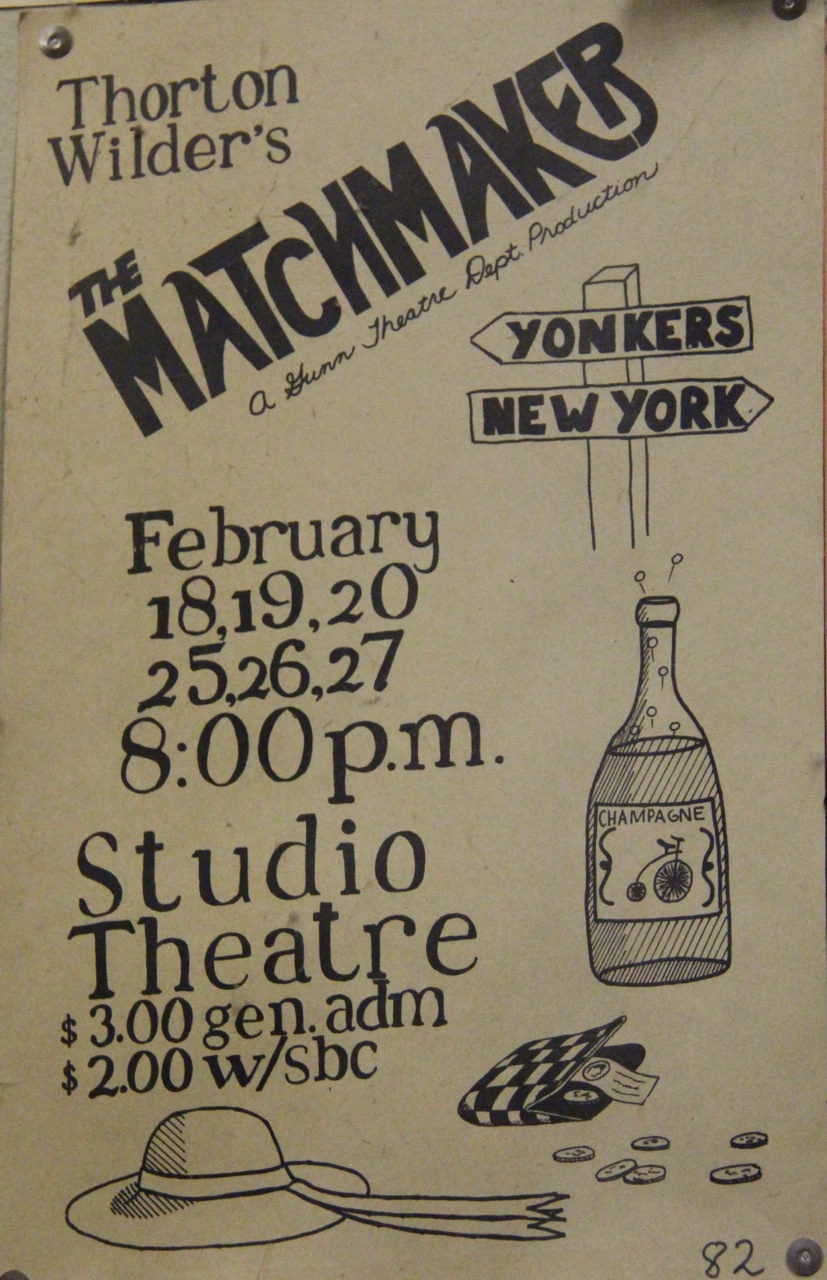 Thorton
Wilder's
THE
MATCHMAKER
A Gunn Theatre Dept. Production
YONKERS
NEW YORK
February
18,19,20
25,26,27
8:00p.m.
Studio
Theatre
$3.00 gen.adm
$2.00 w/sbc
CHAMPAGNE
82